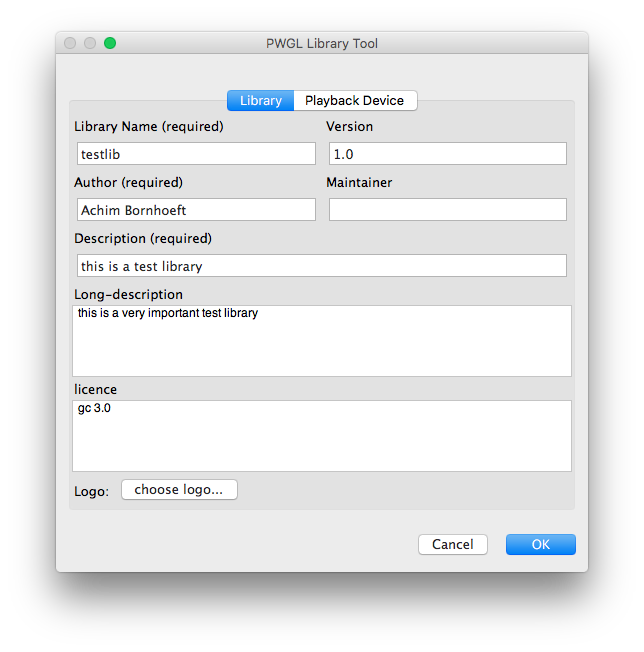 PWGL Library Tool
Library Playback Device
Library Name (required) Version
testlib 1.0
Author (required) Maintainer
Achim Bornhoeft
Description (required)
this is a test library
Long-description
this is a very important test library
licence
gc 3.0
Logo: choose logo...
Cancel OK